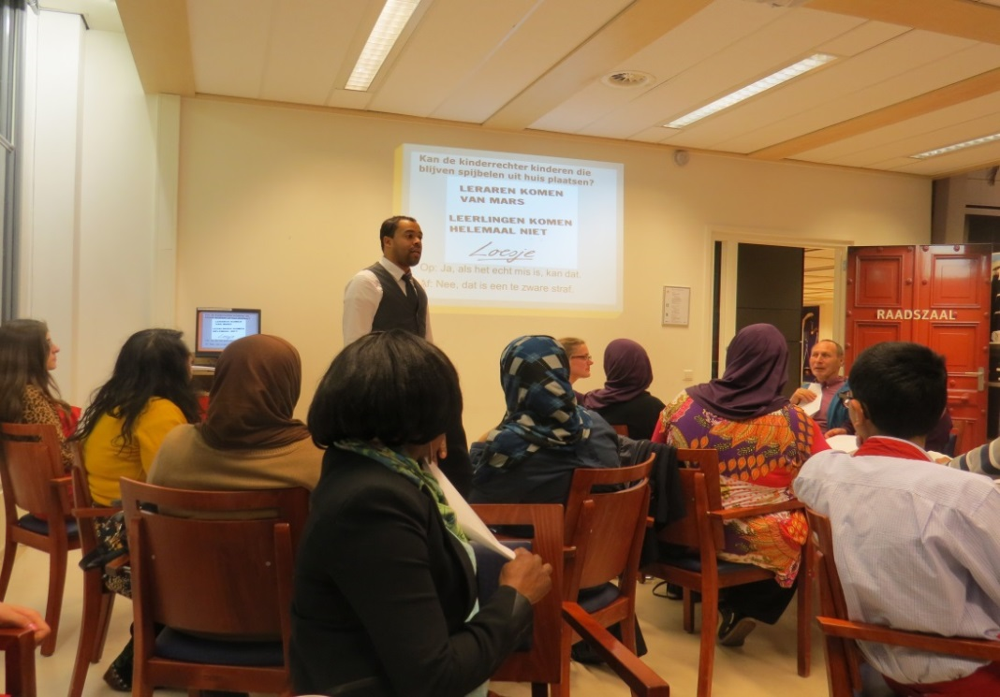 Kan de kinderrechter kinderen die
blijven spijbelen uit huis plaatsen?
LERAREN KOMEN
VAN MARS
LEERLINGEN KOMEN
HELEMAAL NIET
Loesje
Op: Ja, als het echt mis is, kan dat.
Af: Nee, dat is een te zware straf.
RAADSZAAL